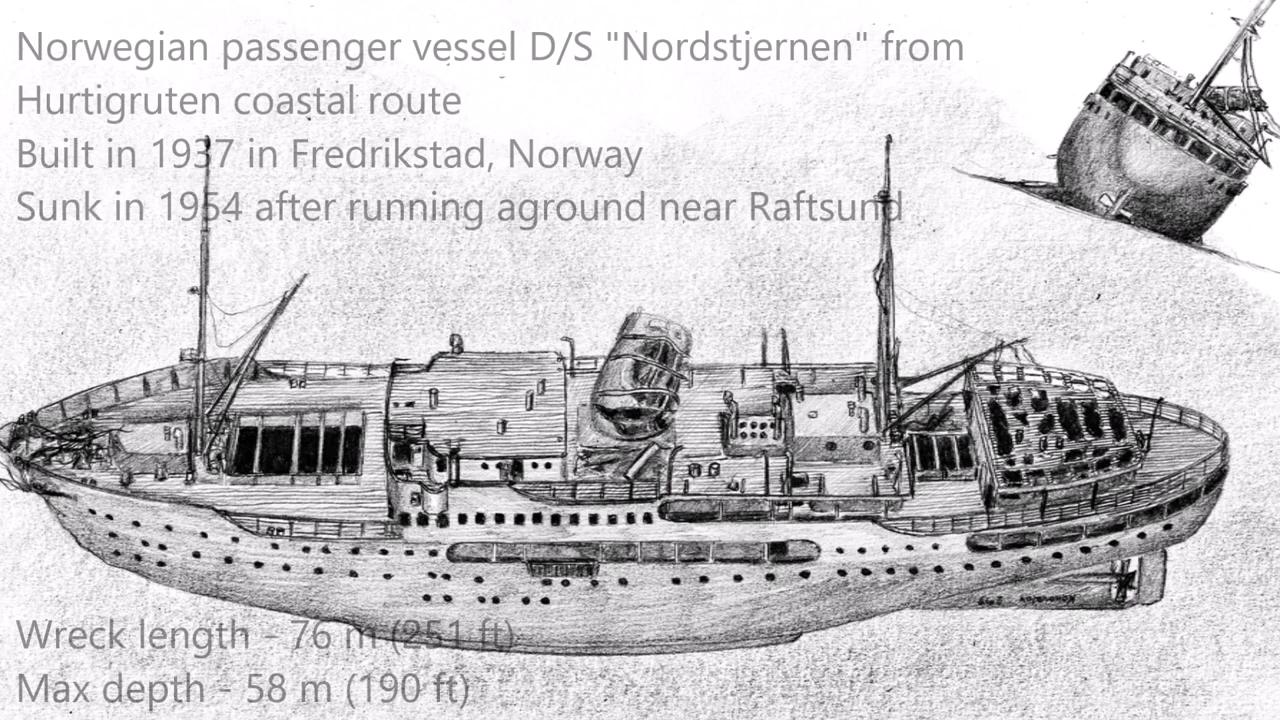 Norwegian passenger vessel D/S "Nordstjernen" from
Hurtigruten coastal route
Built in 1937 in Fredrikstad, Norway
Sunk in 1954 after running aground near Raftsund
Wreck length - 76 m (251 ft)
Max depth - 58 m (190 ft)